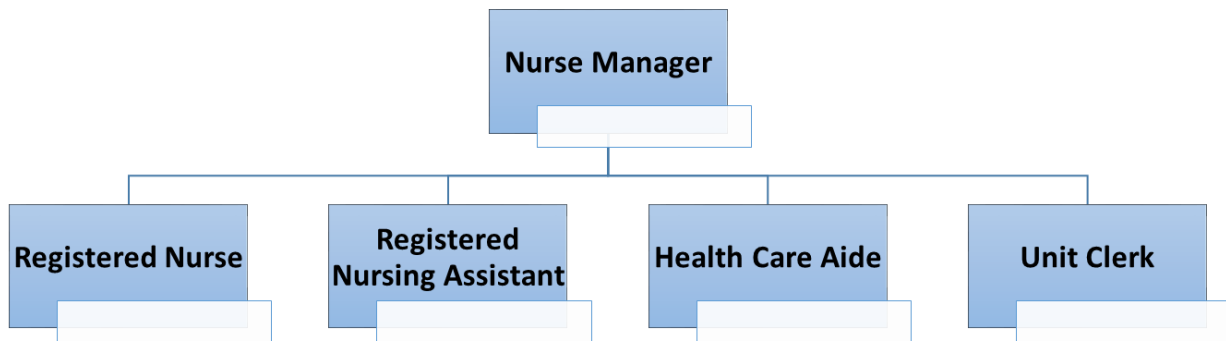 Nurse Manager
Registered Nurse
Registered
Nursing Assistant
Health Care Aide
Unit Clerk